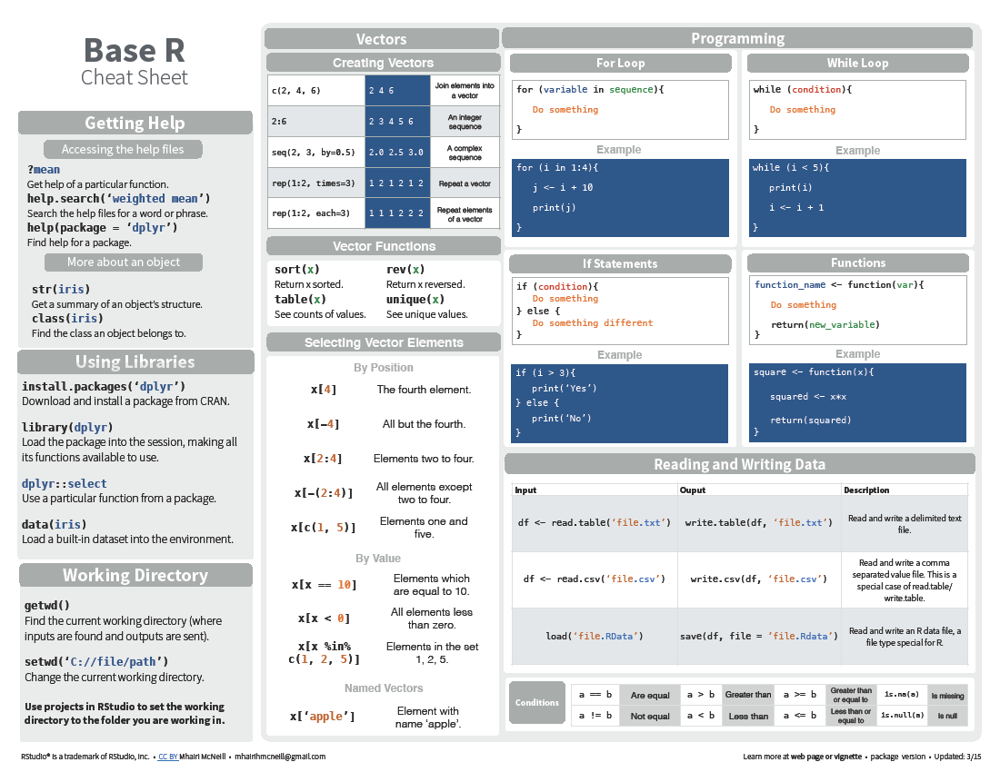 Base R
Cheat Sheet
Getting Help
Accessing the help files
?mean
Get help of a particular function.
help.search(‘weighted mean’)
Search the help files for a word or phrase.
help(package = ‘dplyr’)
Find help for a package.
More about an object
str(iris)
Get a summary of an object's structure.
class(iris)
Find the class an object belongs to.
Using Libraries
install.packages(‘dplyr’)
Download and install a package from CRAN.
library(dplyr)
Load the package into the session, making all
its functions available to use.
dplyr::select
Use a particular function from a package.
data(iris)
Load a built-in dataset into the environment.
Working Directory
getwd()
Find the current working directory (where
inputs are found and outputs are sent).
setwd(‘C://file/path’)
Change the current working directory.
Use projects in RStudio to set the working
directory to the folder you are working in.
Vectors
Creating Vectors
c(2, 4, 6)
2 4 6
Join elements into
a vector
2:6
2 3 4 5 6
An integer
sequence
seq(2, 3, by=0.5)
2.0 2.5 3.0
A complex
sequence
rep(1:2, times=3)
1 2 1 2 1 2
Repeat a vector
rep(1:2, each=3)
1 1 1 2 2 2
Repeat elements
of a vector
Vector Functions
sort(x)
Return x sorted.
rev(x)
Return x reversed.
table(x)
See counts of values.
unique(x)
See unique values.
Selecting Vector Elements
By Position
x[4]
The fourth element.
x[-4]
All but the fourth.
x[2:4]
Elements two to four.
x[-(2:4)]
All elements except
two to four.
x[c(1, 5)]
Elements one and
five.
By Value
x[x == 10]
Elements which
are equal to 10.
x[x < 0]
All elements less
than zero.
x[x %in%
c(1, 2, 5)]
Elements in the set
1, 2, 5.
Named Vectors
x[‘apple’]
Element with
name ‘apple’.
Programming
For Loop
for (variable in sequence){
Do something
}
Example
for (i in 1:4){
j <- i + 10
print(j)
}
While Loop
while (condition){
Do something
}
Example
while (i < 5){
print(i)
i <- i + 1
}
If Statements
if (condition){
Do something
} else {
Do something different
}
Example
if (i > 3){
print(‘Yes’)
} else {
print(‘No’)
}
Functions
function_name <- function(var){
Do something
return(new_variable)
}
Example
square <- function(x){
squared <- x*x
return(squared)
}
Reading and Writing Data
Input
Ouput
Description
df <- read.table(‘file.txt’)
write.table(df, ‘file.txt’)
Read and write a delimited text
file.
df <- read.csv(‘file.csv’)
write.csv(df, ‘file.csv’)
Read and write a comma
separated value file. This is a
special case of read.table/
write.table.
load(‘file.RData’)
save(df, file = ‘file.Rdata’)
Read and write an R data file, a
file type special for R.
Conditions
a == b
Are equal
a > b
Greater than
a >= b
Greater than
or equal to
is.na(a)
Is missing
a != b
Not equal
a < b
Less than
a <= b
Less than or
equal to
is.null(a)
Is null
RStudio® is a trademark of RStudio, Inc. • CC BY Mhairi McNeill • mhairihmcneill@gmail.com
Learn more at web page or vignette • package version • Updated: 3/15